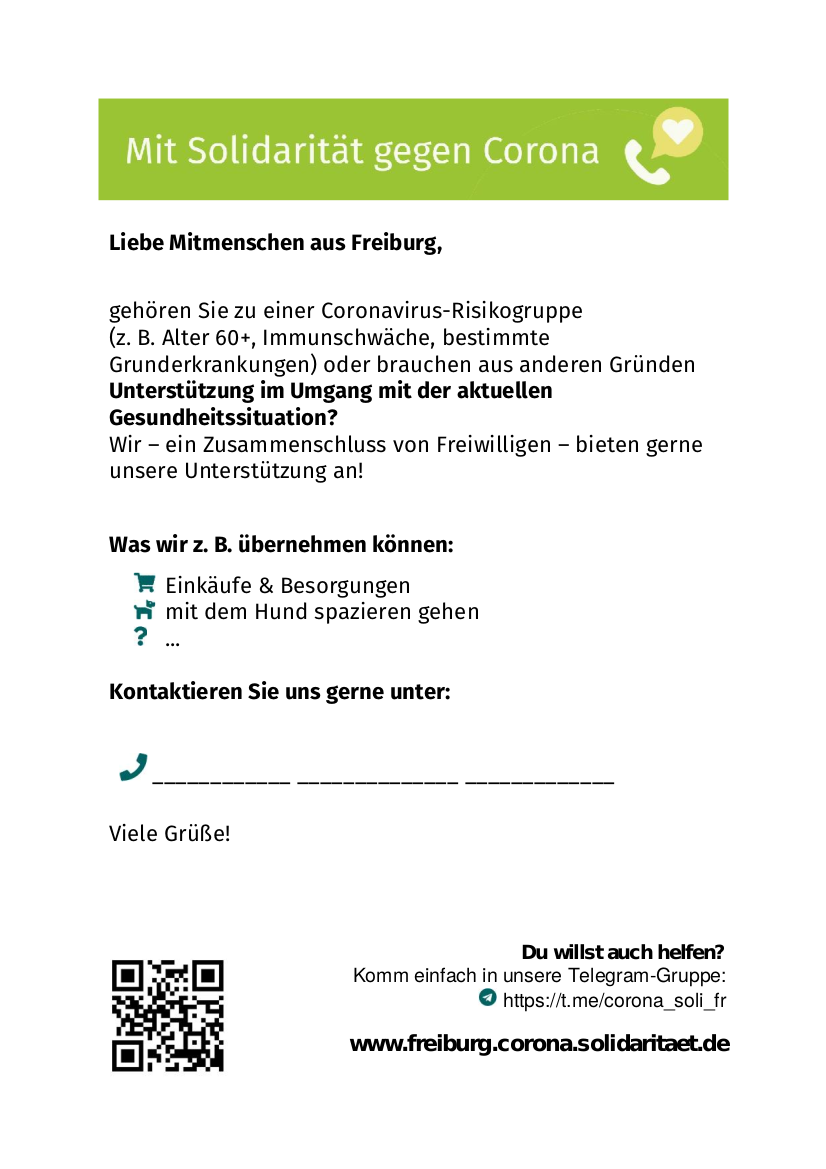 Mit Solidarität gegen Corona
Liebe Mitmenschen aus Freiburg,
gehören Sie zu einer Coronavirus-Risikogruppe
(z. B. Alter 60+, Immunschwäche, bestimmte
Grunderkrankungen) oder brauchen aus anderen Gründen
Unterstützung im Umgang mit der aktuellen
Gesundheitssituation?
Wir – ein Zusammenschluss von Freiwilligen – bieten gerne
unsere Unterstützung an!
Was wir z. B. übernehmen können:
Einkäufe & Besorgungen
mit dem Hund spazieren gehen
? ...
Kontaktieren Sie uns gerne unter:
____________ ______________ _____________
Viele Grüße!
Du willst auch helfen?
Komm einfach in unsere Telegram-Gruppe:
https://t.me/corona_soli_fr
www.freiburg.corona.solidaritaet.de